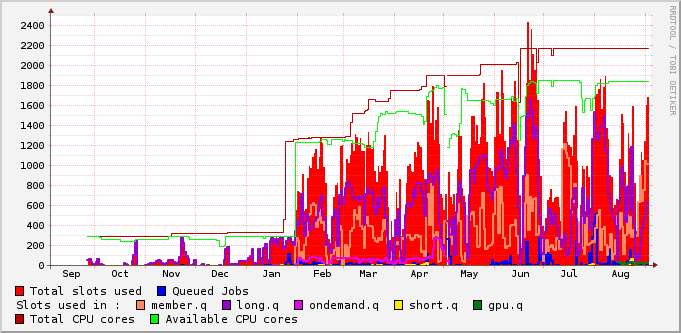 RRDTOOL / TOBI OETIKER
2400
2200
2000
1800
1600
1400
1200
1000
800
600
400
200
0
Sep Oct Nov Dec Jan Feb Mar Apr May Jun Jul Aug
Total slots used Queued Jobs
Slots used in : member.q long.q ondemand.q short.q gpu.q
Total CPU cores Available CPU cores